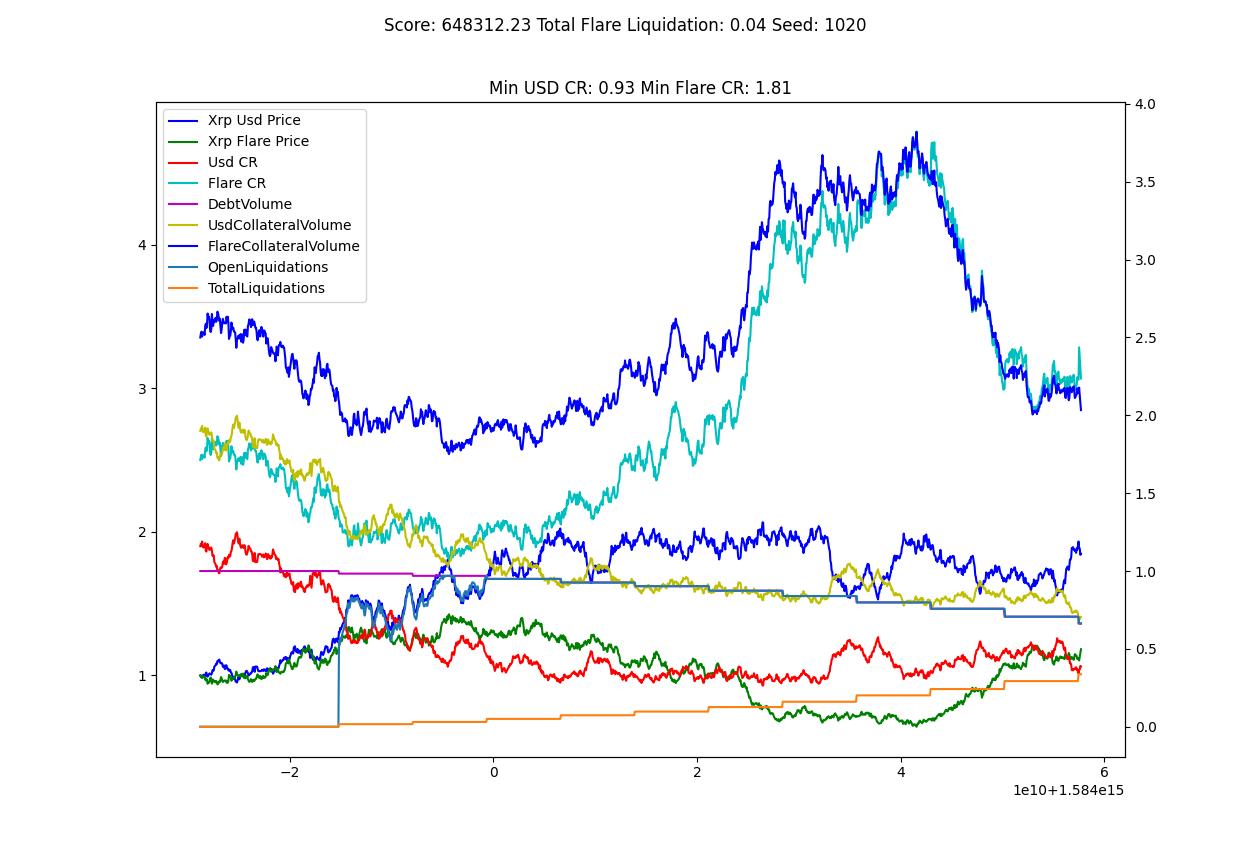 Score: 648312.23 Total Flare Liquidation: 0.04 Seed: 1020
Min USD CR: 0.93 Min Flare CR: 1.81
Xrp Usd Price
Xrp Flare Price
Usd CR
Flare CR
DebtVolume
UsdCollateralVolume
FlareCollateralVolume
OpenLiquidations
TotalLiquidations
4
3
2
1
4.0
3.5
3.0
2.5
2.0
1.5
1.0
0.5
0.0
−2 0 2 4 6
1e10+1.584e15